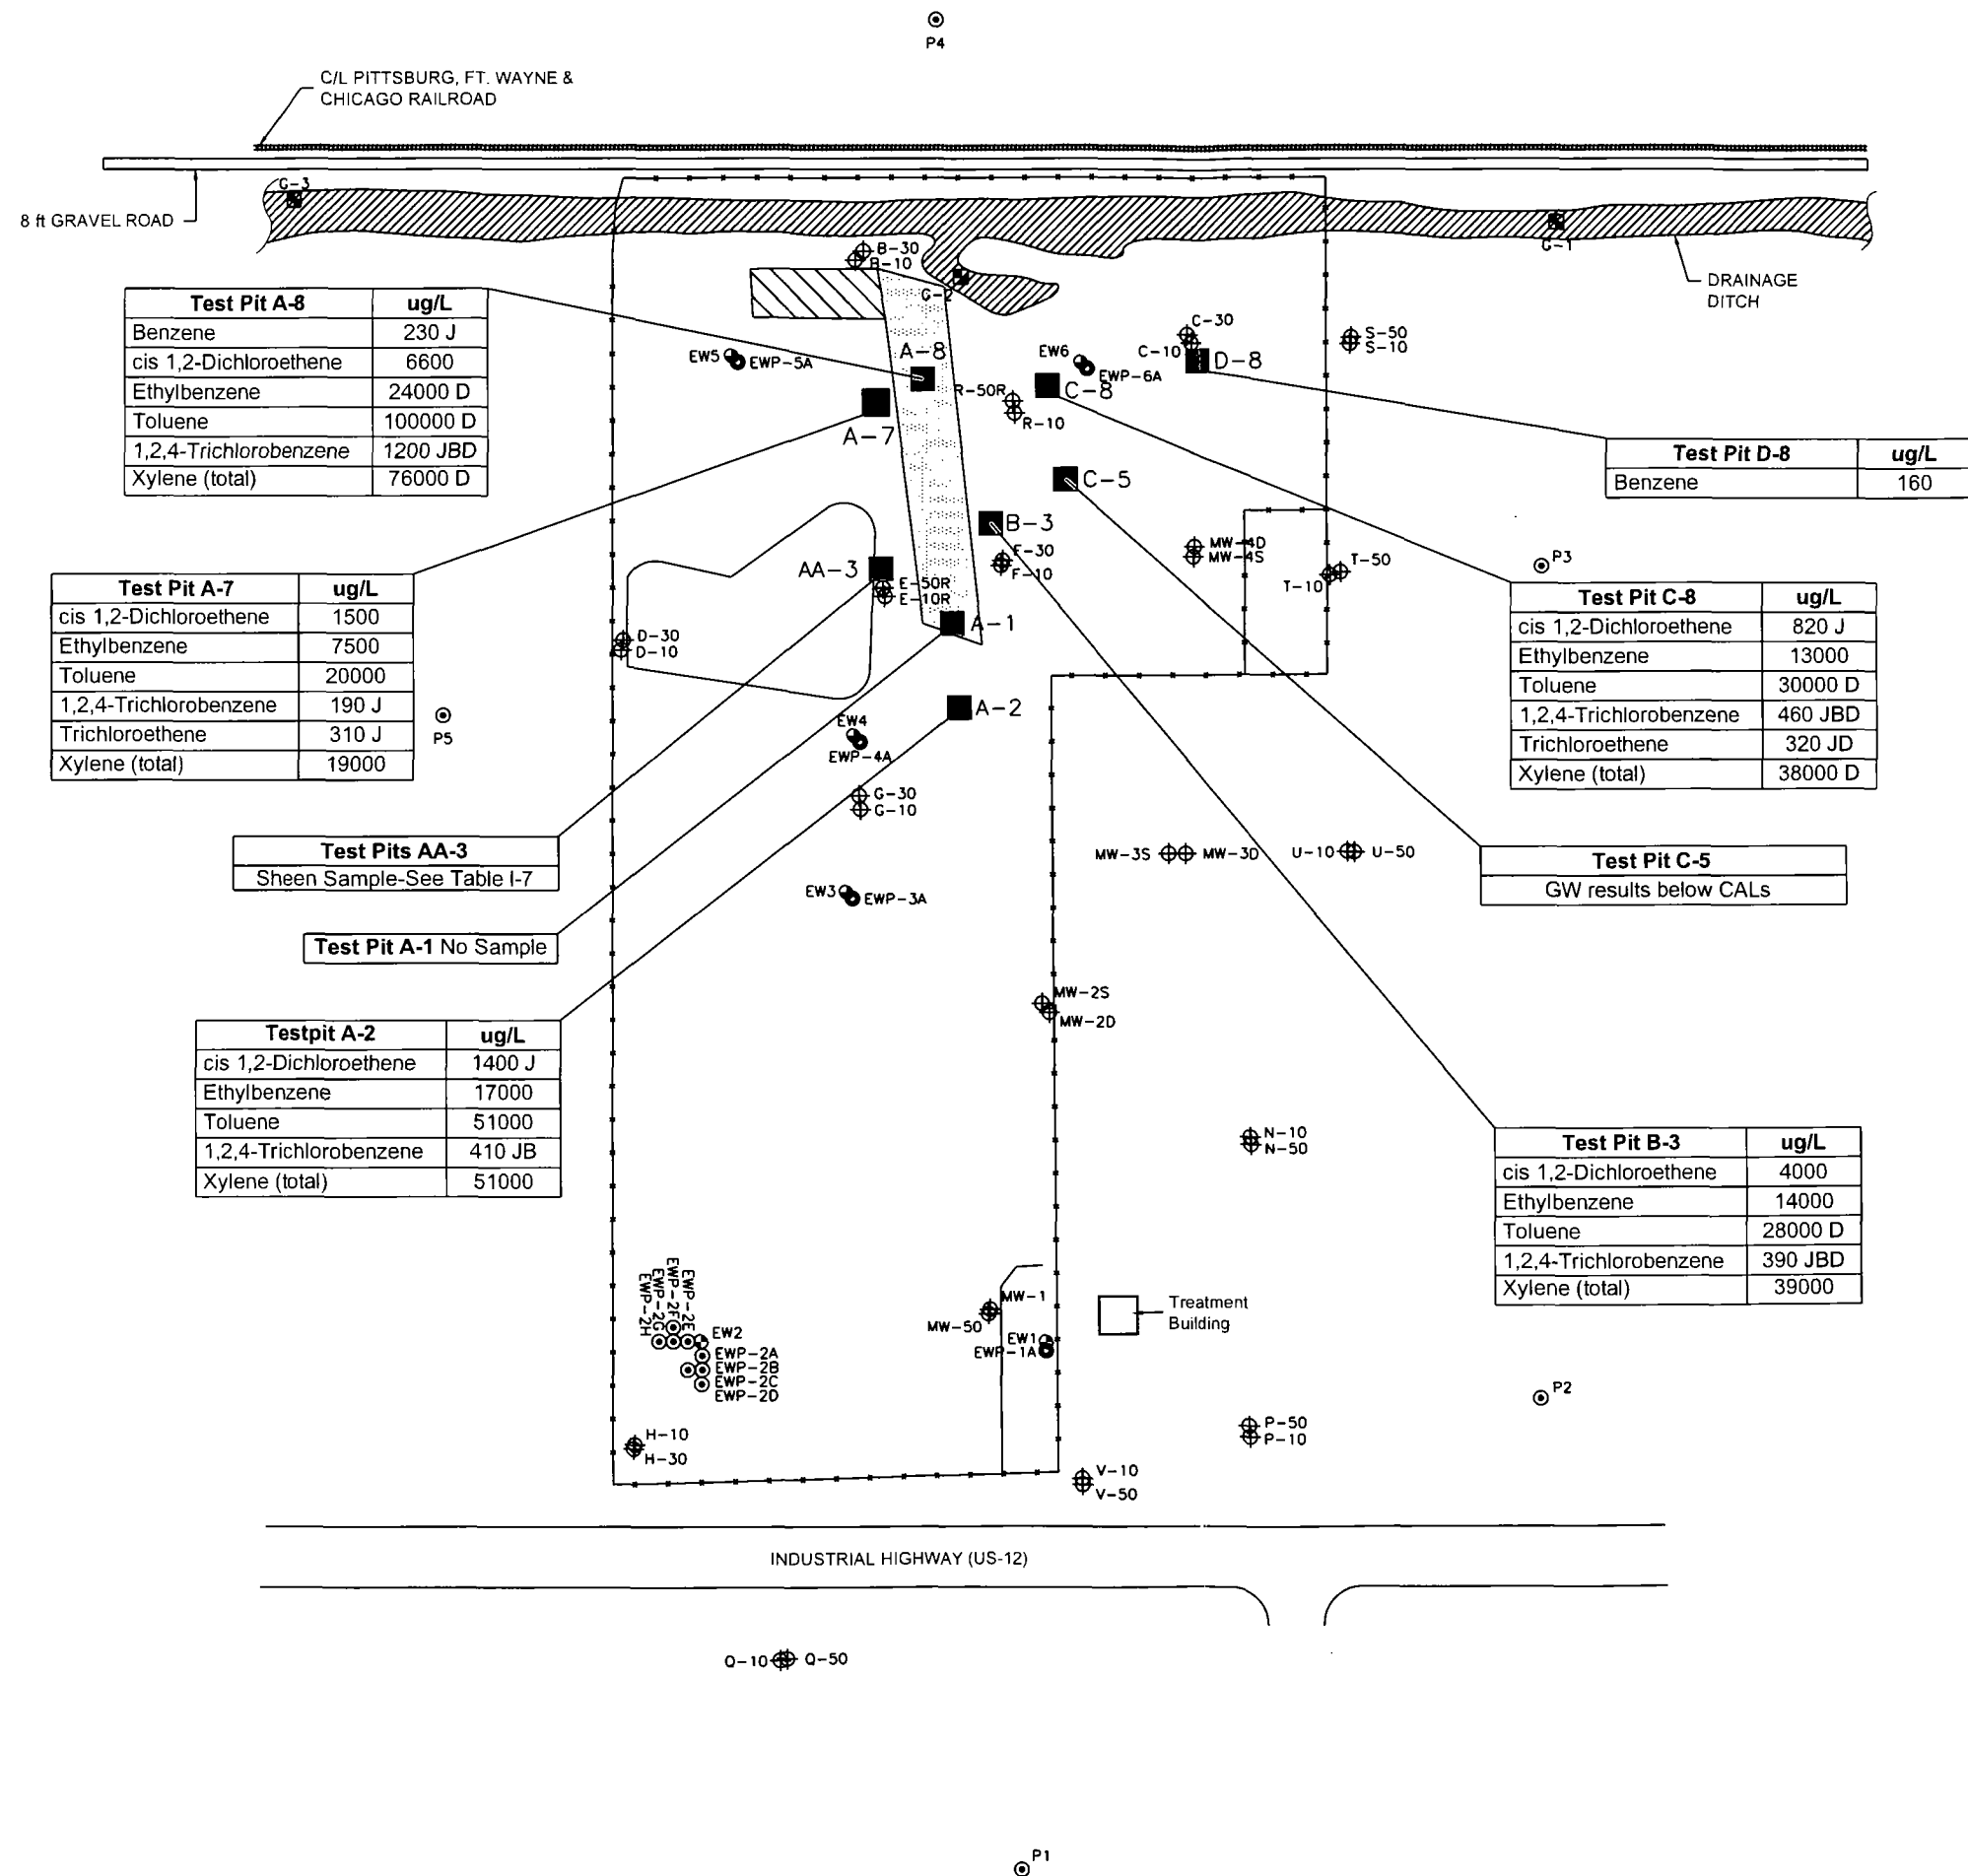 P4
C/L PITTSBURG, FT. WAYNE &
CHICAGO RAILROAD
8 ft GRAVEL ROAD
G-3
G-1
DRAINAGE
DITCH
B-30
B-10
G-2
Test Pit A-8 ug/L
Benzene 230 J
cis 1,2-Dichloroethene 6600
Ethylbenzene 24000 D
Toluene 100000 D
1,2,4-Trichlorobenzene 1200 JBD
Xylene (total) 76000 D
EW5
EWP-5A
A-8
A-7
R-50R
R-10
EW6
EWP-6A
C-8
C-30
C-10
D-8
S-50
S-10
Test Pit D-8 ug/L
Benzene 160
C-5
B-3
F-30
F-10
MW-4D
MW-4S
T-50
T-10
P3
AA-3
E-50R
E-10R
A-1
D-30
D-10
Test Pit A-7 ug/L
cis 1,2-Dichloroethene 1500
Ethylbenzene 7500
Toluene 20000
1,2,4-Trichlorobenzene 190 J
Trichloroethene 310 J
Xylene (total) 19000
P5
Test Pit C-8 ug/L
cis 1,2-Dichloroethene 820 J
Ethylbenzene 13000
Toluene 30000 D
1,2,4-Trichlorobenzene 460 JBD
Trichloroethene 320 JD
Xylene (total) 38000 D
A-2
EW4
EWP-4A
G-30
G-10
Test Pits AA-3
Sheen Sample-See Table I-7
EW3
EWP-3A
MW-3S
MW-3D
U-10
U-50
Test Pit C-5
GW results below CALs
Test Pit A-1 No Sample
MW-2S
MW-2D
Testpit A-2 ug/L
cis 1,2-Dichloroethene 1400 J
Ethylbenzene 17000
Toluene 51000
1,2,4-Trichlorobenzene 410 JB
Xylene (total) 51000
N-10
N-50
Test Pit B-3 ug/L
cis 1,2-Dichloroethene 4000
Ethylbenzene 14000
Toluene 28000 D
1,2,4-Trichlorobenzene 390 JBD
Xylene (total) 39000
EWP-2H
EWP-2G
EWP-2F
EWP-2E
EW2
EWP-2A
EWP-2B
EWP-2C
EWP-2D
MW-1
MW-50
EW1
EWP-1A
Treatment
Building
P2
H-10
H-30
P-50
P-10
V-10
V-50
INDUSTRIAL HIGHWAY (US-12)
Q-10
Q-50
P1